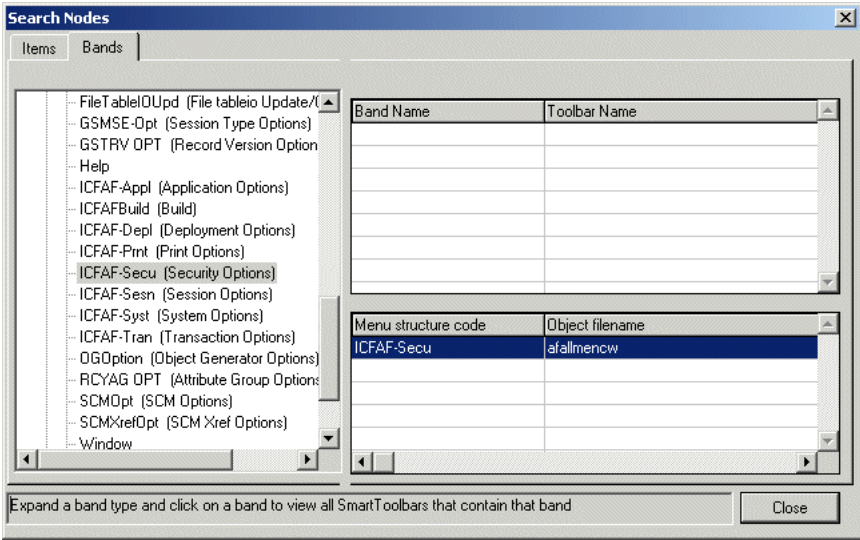 Search Nodes
Items
Bands
FileTableIOUpd (File tableio Update/
GSMSE-Opt (Session Type Options)
GSTRV OPT (Record Version Option
Help
ICFAF-Appl (Application Options)
ICFAFBuild (Build)
ICFAF-Depl (Deployment Options)
ICFAF-Prnt (Print Options)
ICFAF-Secu (Security Options)
ICFAF-Sesn (Session Options)
ICFAF-Syst (System Options)
ICFAF-Tran (Transaction Options)
OGOption (Object Generator Options)
RCYAG OPT (Attribute Group Options
SCMOpt (SCM Options)
SCMXrefOpt (SCM Xref Options)
Window
Band Name Toolbar Name
Menu structure code Object filename
ICFAF-Secu afallmencw
Expand a band type and click on a band to view all SmartToolbars that contain that band
Close